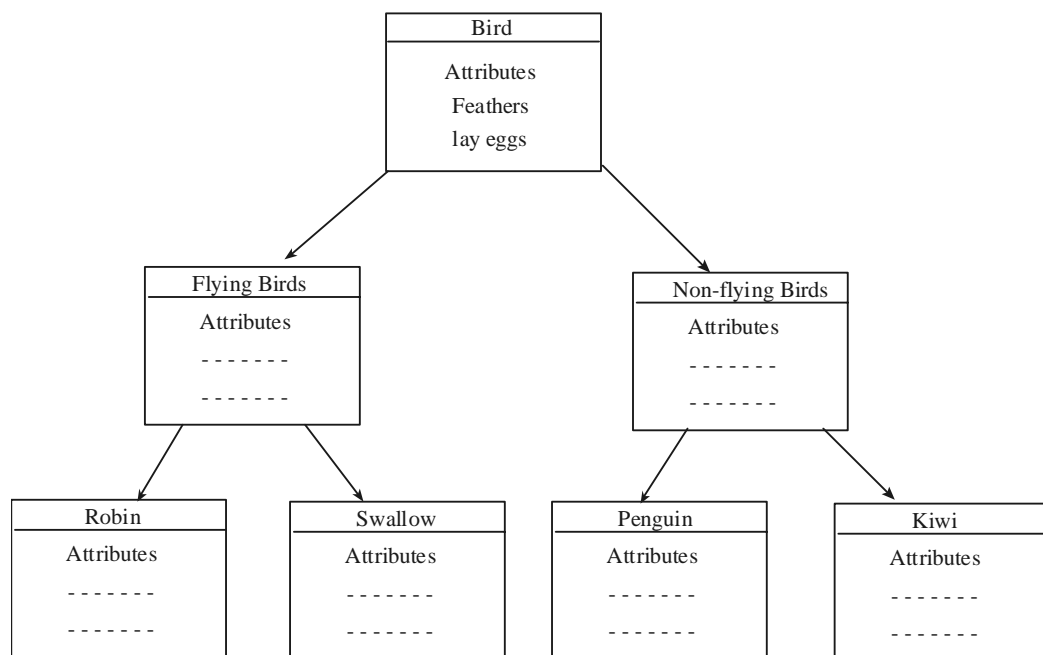 Bird
Attributes
Feathers
lay eggs
Flying Birds
Attributes
- - - - - - -
- - - - - - -
Non-flying Birds
Attributes
- - - - - - -
- - - - - - -
Robin
Attributes
- - - - - - -
- - - - - - -
Swallow
Attributes
- - - - - - -
- - - - - - -
Penguin
Attributes
- - - - - - -
- - - - - - -
Kiwi
Attributes
- - - - - - -
- - - - - - -